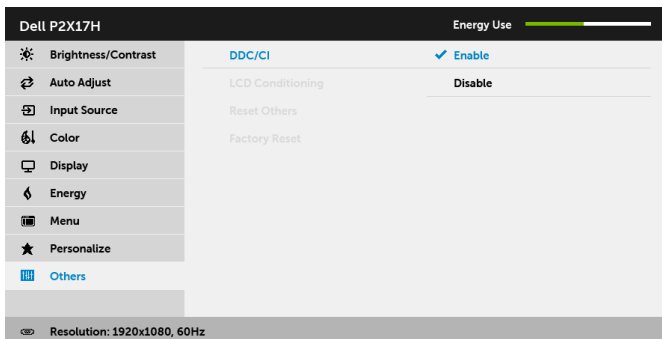 Dell P2X17H Energy Use
Brightness/Contrast DDC/CI Enable
Auto Adjust LCD Conditioning Disable
Input Source Reset Others
Color Factory Reset
Display
Energy
Menu
Personalize
Others
Resolution: 1920x1080, 60Hz